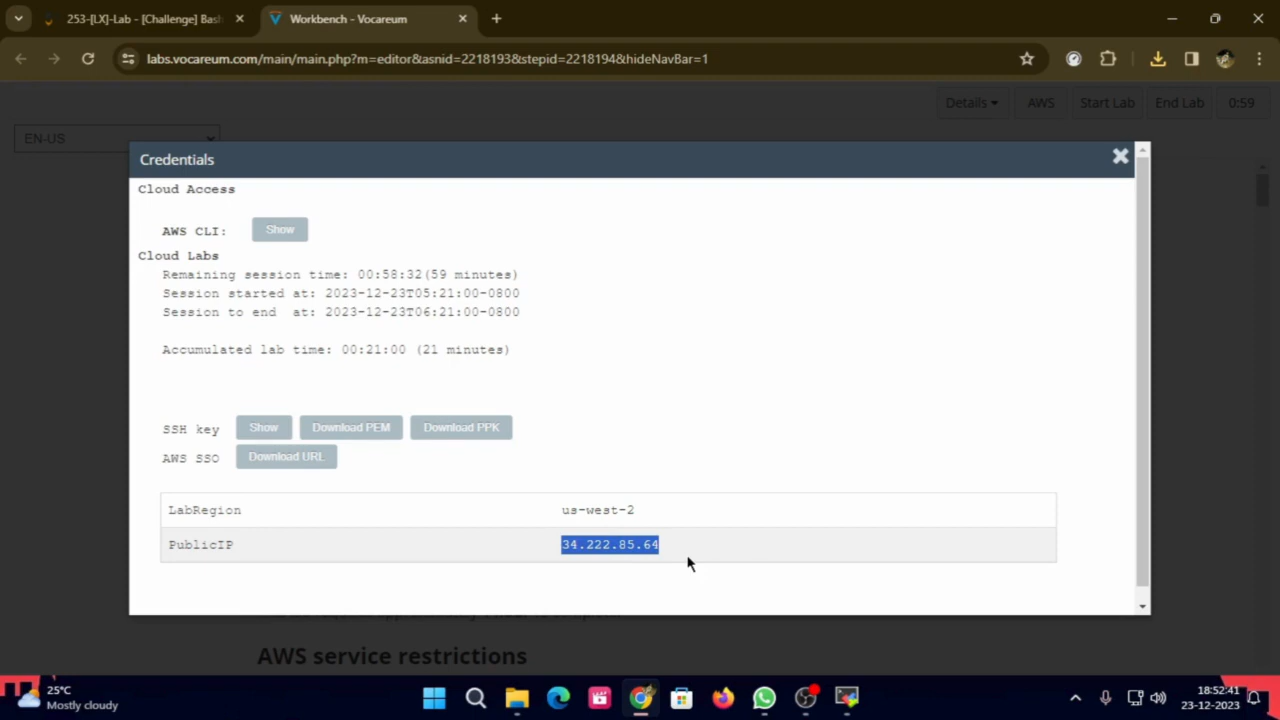 253-[LX]-Lab - [Challenge] Bas
Workbench - Vocareum
labs.vocareum.com/main/main.php?m=editor&asnid=2218193&stepid=2218194&hideNavBar=1
EN-US
Details
AWS
Start Lab
End Lab
0:59
Credentials
Cloud Access
AWS CLI:
Show
Cloud Labs
Remaining session time: 00:58:32(59 minutes)
Session started at: 2023-12-23T05:21:00-0800
Session to end at: 2023-12-23T06:21:00-0800
Accumulated lab time: 00:21:00 (21 minutes)
SSH key
Show
Download PEM
Download PPK
AWS SSO
Download URL
LabRegion
us-west-2
PublicIP
34.222.85.64
AWS service restrictions
25°C
Mostly cloudy
18:52:41
23-12-2023